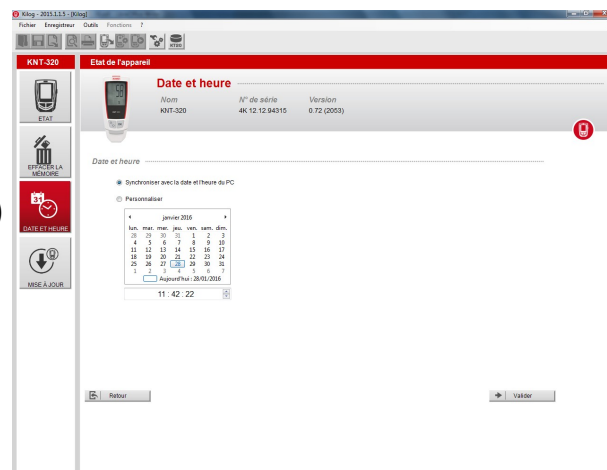 Kilog - 2015.1.1.5 - [Kilog]
Fichier Enregistreur Outils Fonctions ?
KT20
KNT-320
Etat de l'appareil
Date et heure
Nom N° de série Version
KNT-320 4K 12.12.94315 0.72 (2053)
ETAT
EFFACER LA
MÉMOIRE
31
DATE ET HEURE
MISE À JOUR
Date et heure
Synchroniser avec la date et l'heure du PC
Personnaliser
janvier 2016
lun. mar. mer. jeu. ven. sam. dim.
28 29 30 31 1 2 3
4 5 6 7 8 9 10
11 12 13 14 15 16 17
18 19 20 21 22 23 24
25 26 27 28 29 30 31
1 2 3 4 5 6 7
Aujourd'hui : 28/01/2016
11 : 42 : 22
Retour
Valider